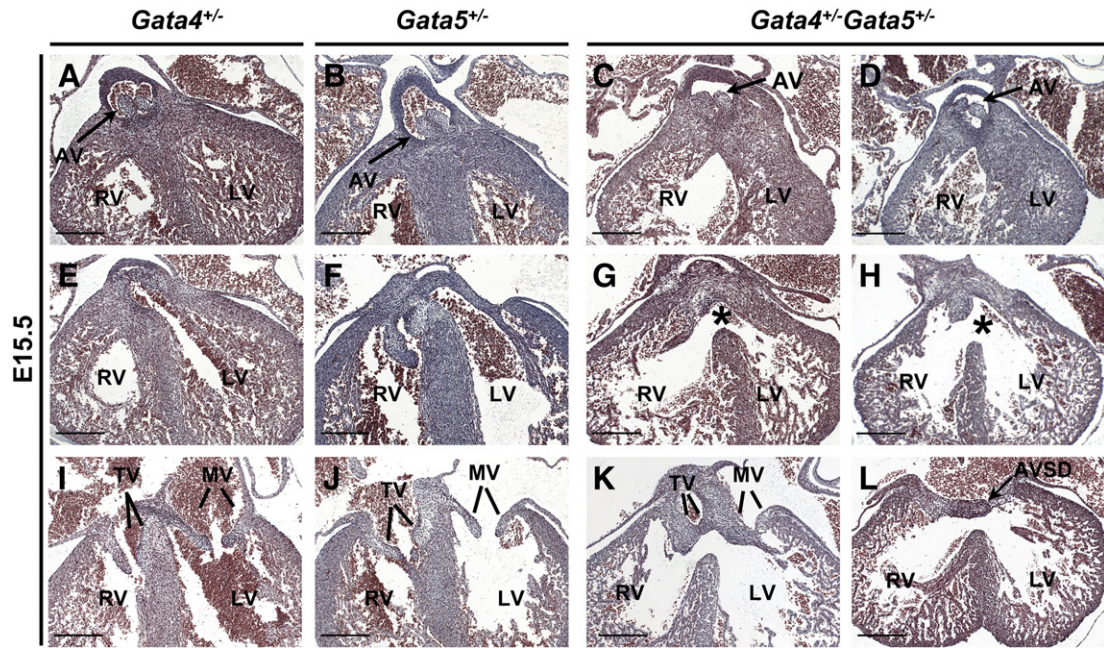 Gata4+/- Gata5+/- Gata4+/-Gata5+/-
E15.5
A B C D
AV AV AV AV
RV LV RV LV RV LV RV LV
E F G H
* *
RV LV RV LV RV LV RV LV
I J K L
TV MV TV MV TV MV AVSD
RV LV RV LV RV LV RV LV